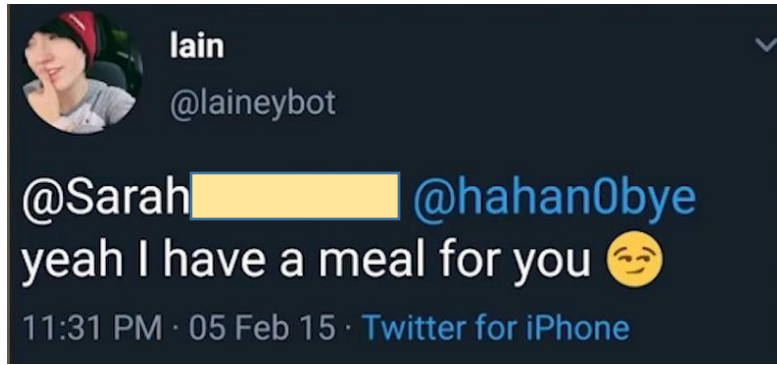 lain
@laineybot
@Sarah @hahan0bye
yeah I have a meal for you 😏
11:31 PM · 05 Feb 15 · Twitter for iPhone